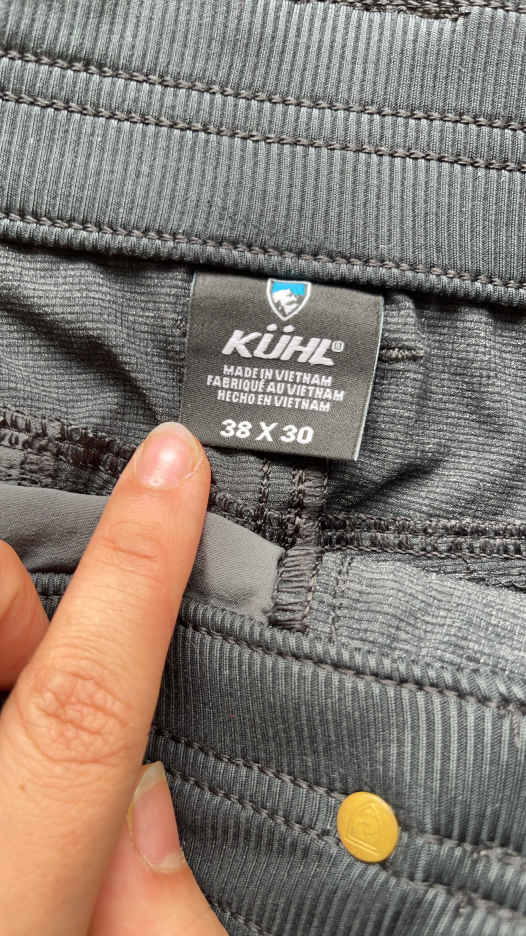 KÜHL®
MADE IN VIETNAM
FABRIQUÉ AU VIETNAM
HECHO EN VIETNAM
38 X 30